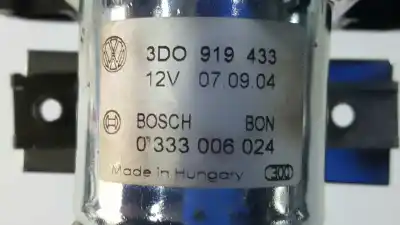 3D0 919 433
12V 07 09.04
BOSCH BON
0 333 006 024
Made in Hungary